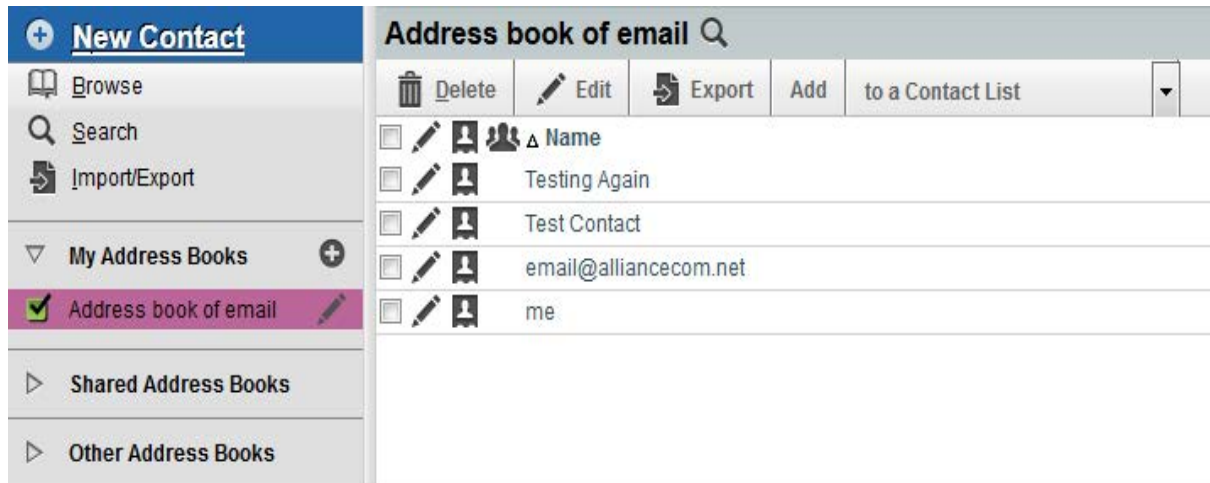 New Contact
Browse
Search
Import/Export
My Address Books
Address book of email
Shared Address Books
Other Address Books
Address book of email
Delete Edit Export Add to a Contact List
Name
Testing Again
Test Contact
email@alliancecom.net
me